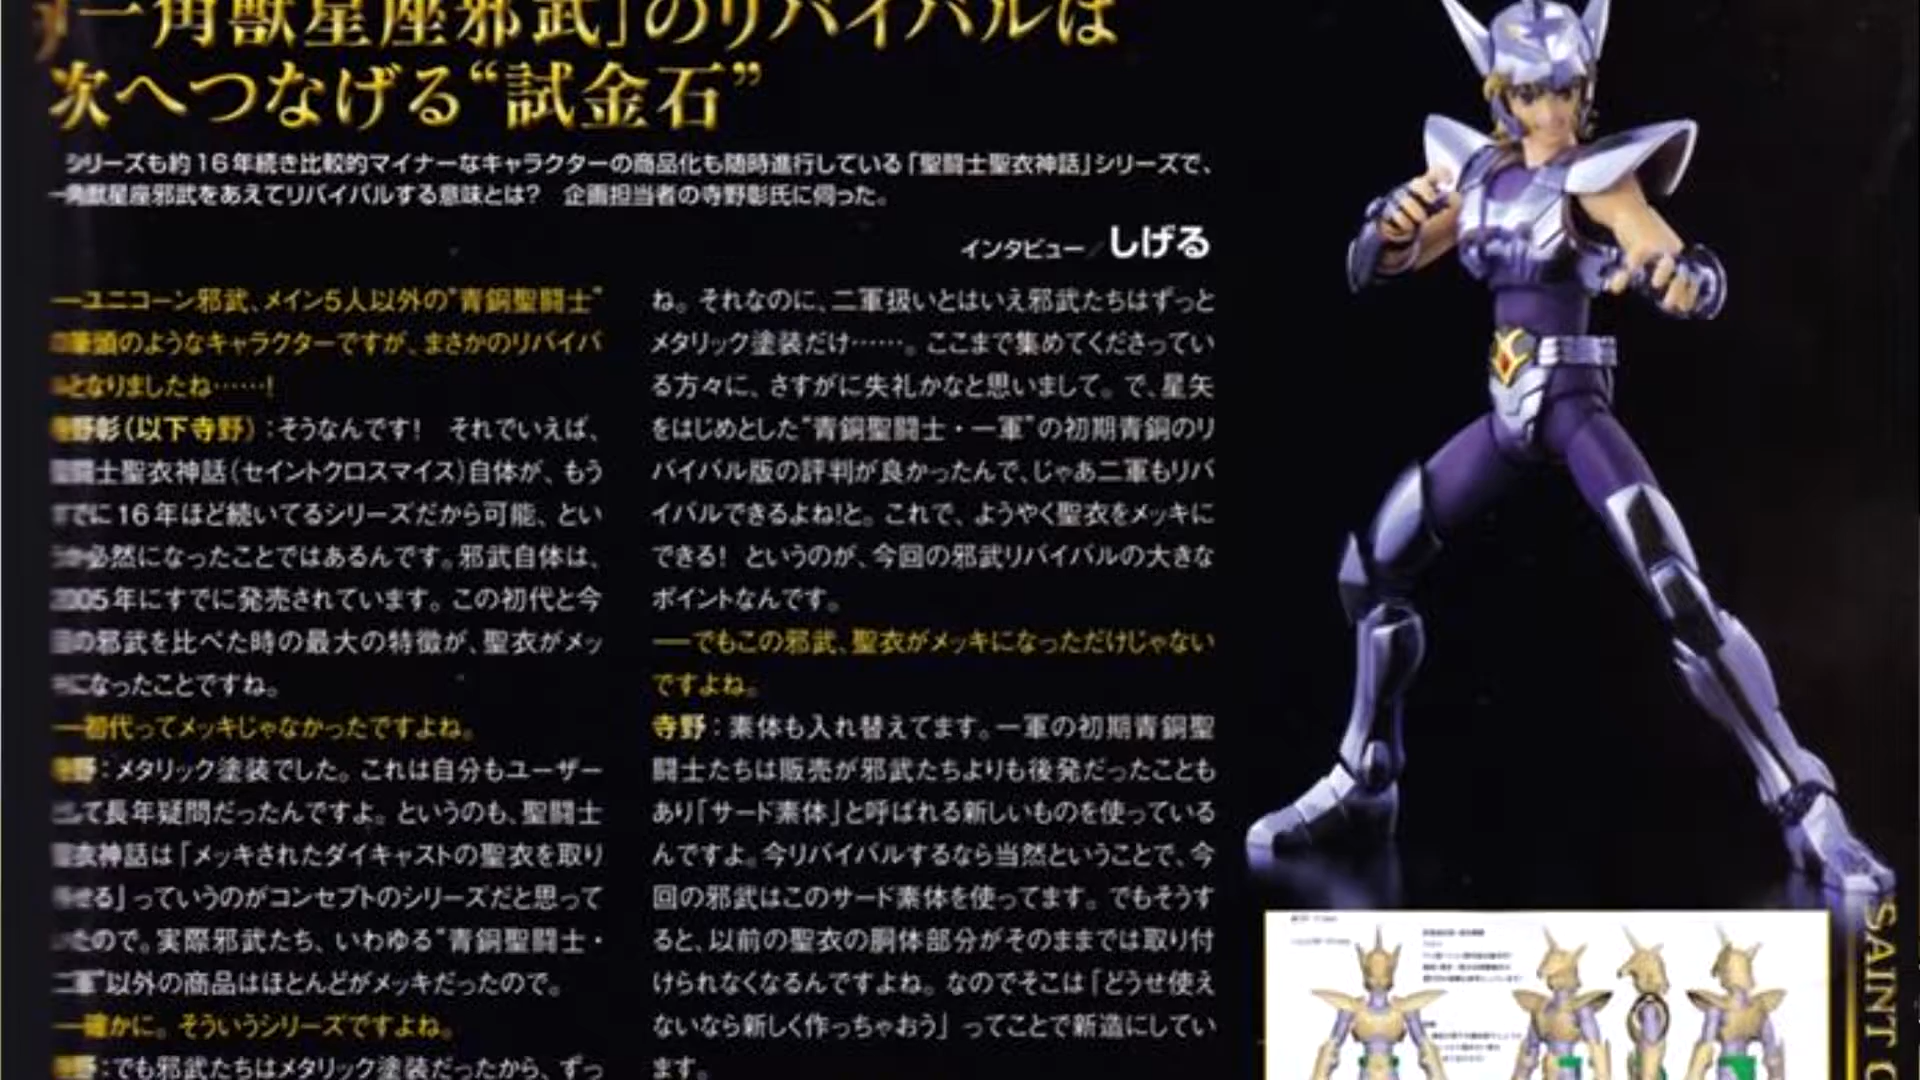 「一角獣星座邪武」のリバイバルは
次へつなげる“試金石”
シリーズも約16年続き比較的マイナーなキャラクターの商品化も随時進行している「聖闘士聖衣神話」シリーズで、
一角獣星座邪武をあえてリバイバルする意味とは？　企画担当者の寺野彰氏に伺った。
インタビュー／しげる
―ユニコーン邪武、メイン5人以外の“青銅聖闘士”
の筆頭のようなキャラクターですが、まさかのリバイバ
ルとなりましたね……！
寺野彰（以下寺野）：そうなんです！　それでいえば、
聖闘士聖衣神話（セイントクロスマイス）自体が、もう
すでに16年ほど続いてるシリーズだから可能、とい
うか必然になったことではあるんです。邪武自体は、
2005年にすでに発売されています。この初代と今
回の邪武を比べた時の最大の特徴が、聖衣がメッ
キになったことですね。
―初代ってメッキじゃなかったですよね。
寺野：メタリック塗装でした。これは自分もユーザー
として長年疑問だったんですよ。というのも、聖闘士
聖衣神話は「メッキされたダイキャストの聖衣を取り
せる」っていうのがコンセプトのシリーズだと思って
いたので。実際邪武たち、いわゆる“青銅聖闘士・
二軍”以外の商品はほとんどがメッキだったので。
―確かに。そういうシリーズですよね。
寺野：でも邪武たちはメタリック塗装だったから、ずっ
ね。それなのに、二軍扱いとはいえ邪武たちはずっと
メタリック塗装だけ……。ここまで集めてくださってい
る方々に、さすがに失礼かなと思いまして。で、星矢
をはじめとした“青銅聖闘士・一軍”の初期青銅のリ
バイバル版の評判が良かったんで、じゃあ二軍もリバ
イバルできるよね！と。これで、ようやく聖衣をメッキに
できる！　というのが、今回の邪武リバイバルの大きな
ポイントなんです。
―でもこの邪武、聖衣がメッキになっただけじゃない
ですよね。
寺野：素体も入れ替えてます。一軍の初期青銅聖
闘士たちは販売が邪武たちよりも後発だったことも
あり「サード素体」と呼ばれる新しいものを使っている
んですよ。今リバイバルするなら当然ということで、今
回の邪武はこのサード素体を使ってます。でもそうす
ると、以前の聖衣の胴体部分がそのままでは取り付
けられなくなるんですよね。なのでそこは「どうせ使え
ないなら新しく作っちゃおう」ってことで新造にしてい
ます。
SAINT